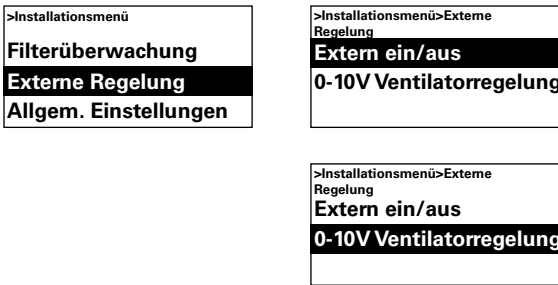 >Installationsmenü
Filterüberwachung
Externe Regelung
Allgem. Einstellungen
>Installationsmenü>Externe
Regelung
Extern ein/aus
0-10V Ventilatorregelung
>Installationsmenü>Externe
Regelung
Extern ein/aus
0-10V Ventilatorregelung